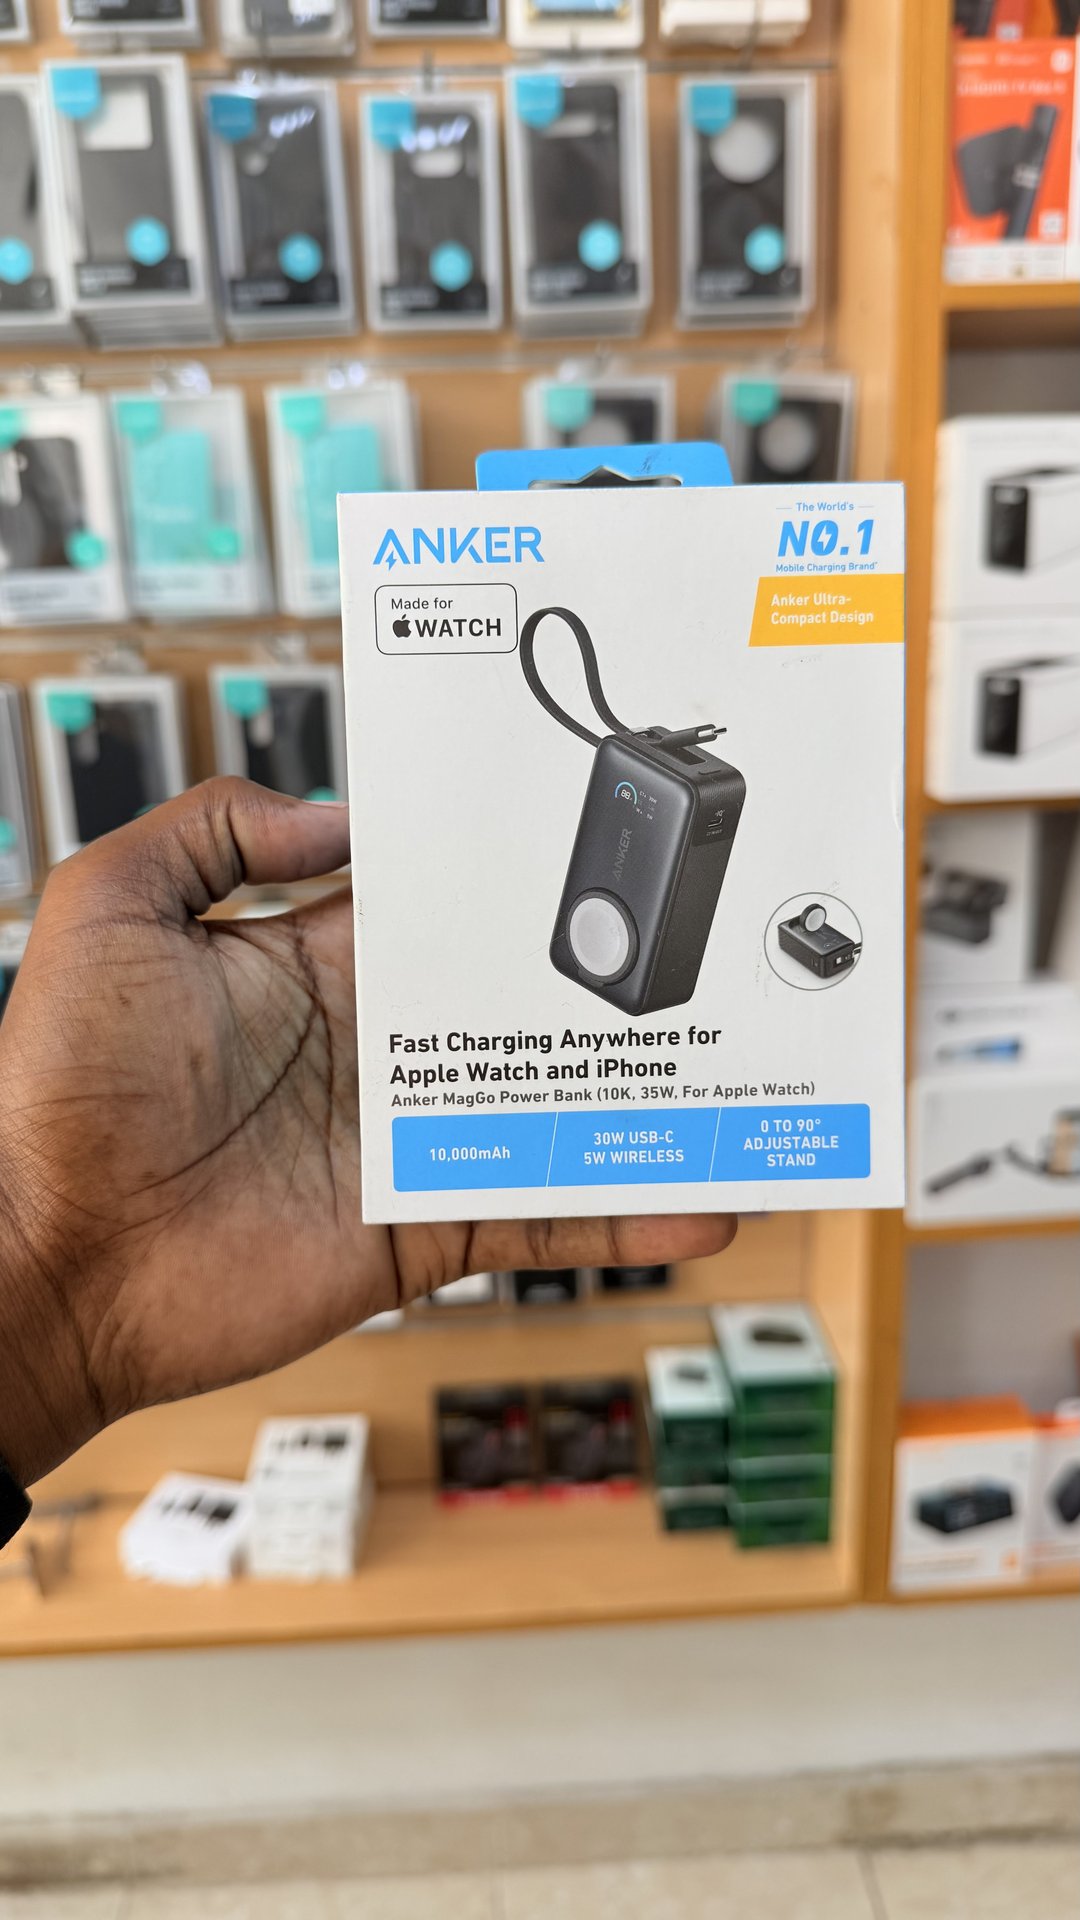 ANKER
The World's
NO.1
Mobile Charging Brand*
Made for
WATCH
Anker Ultra-
Compact Design
88
ANKER
Fast Charging Anywhere for
Apple Watch and iPhone
Anker MagGo Power Bank (10K, 35W, For Apple Watch)
10,000mAh
30W USB-C
5W WIRELESS
0 TO 90°
ADJUSTABLE
STAND